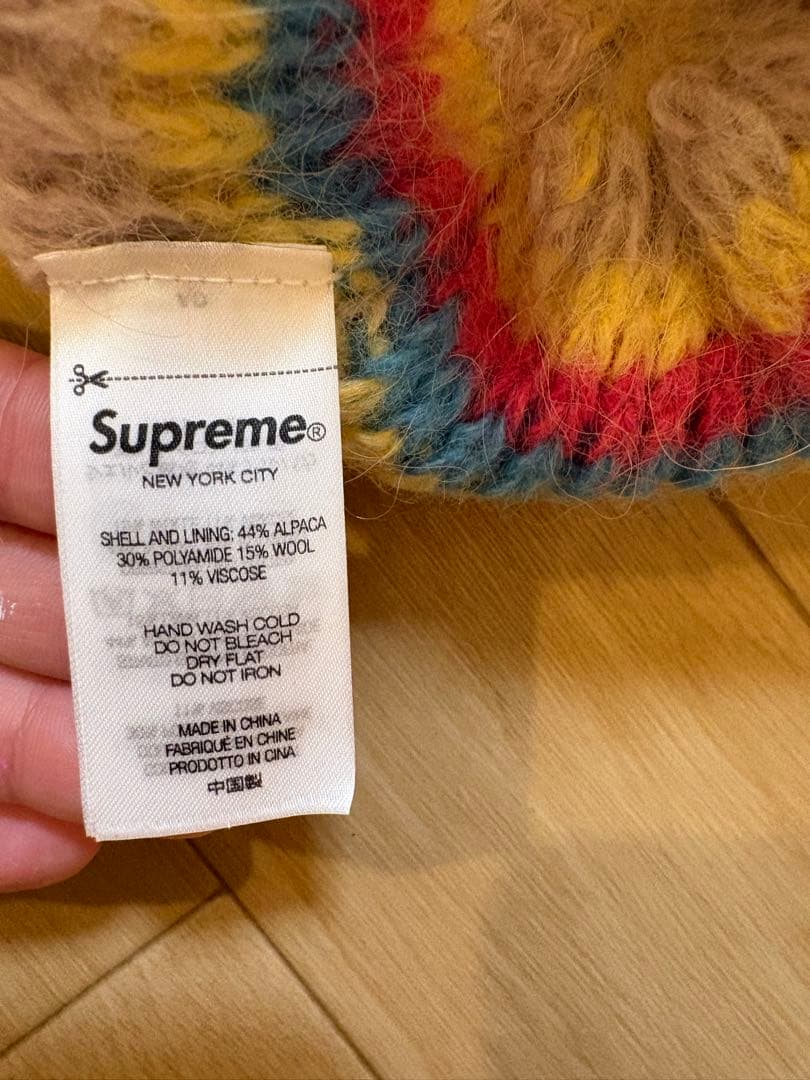 Supreme®
NEW YORK CITY
SHELL AND LINING: 44% ALPACA
30% POLYAMIDE 15% WOOL
11% VISCOSE
HAND WASH COLD
DO NOT BLEACH
DRY FLAT
DO NOT IRON
MADE IN CHINA
FABRIQUÉ EN CHINE
PRODOTTO IN CINA
中国製